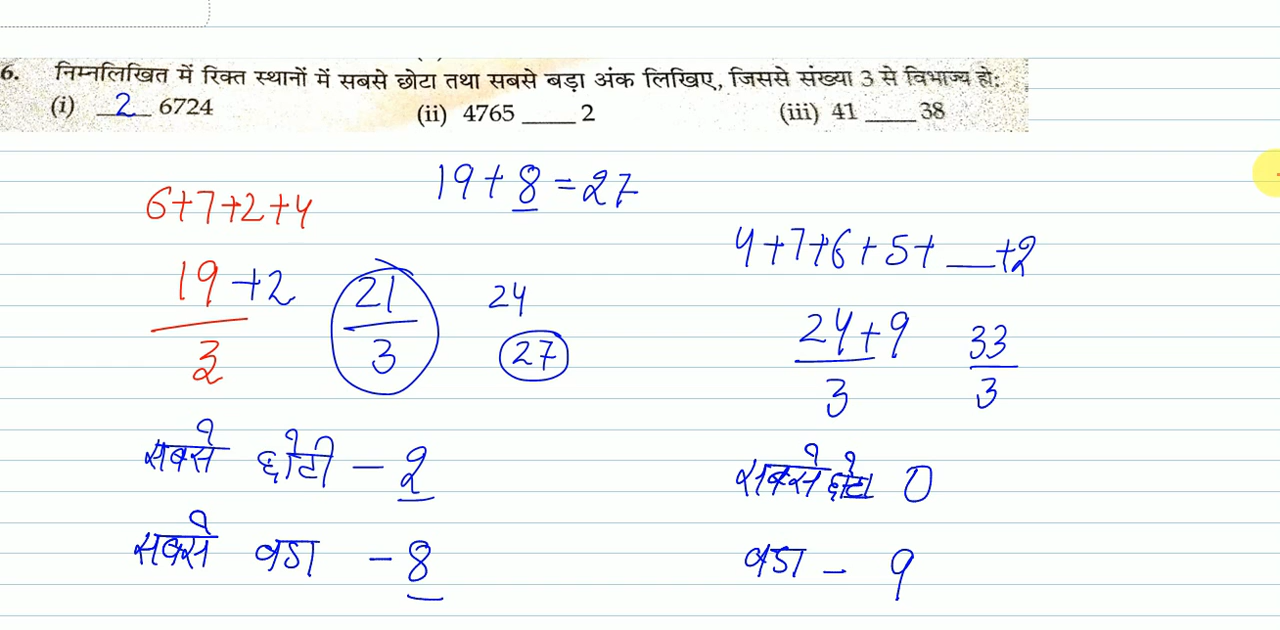 6. निम्नलिखित में रिक्त स्थानों में सबसे छोटा तथा सबसे बड़ा अंक लिखिए, जिससे संख्या 3 से विभाज्य हो:
(i) __2__ 6724 (ii) 4765 ____ 2 (iii) 41 ____ 38
19 + 8 = 27
6+7+2+4
4+7+6+5+ __ +2
19 + 2
3
21
3
24
27
24 + 9
3
33
3
सबसे छोटी - 2
सबसे छोटा 0
सबसे बडा - 8
बडा - 9